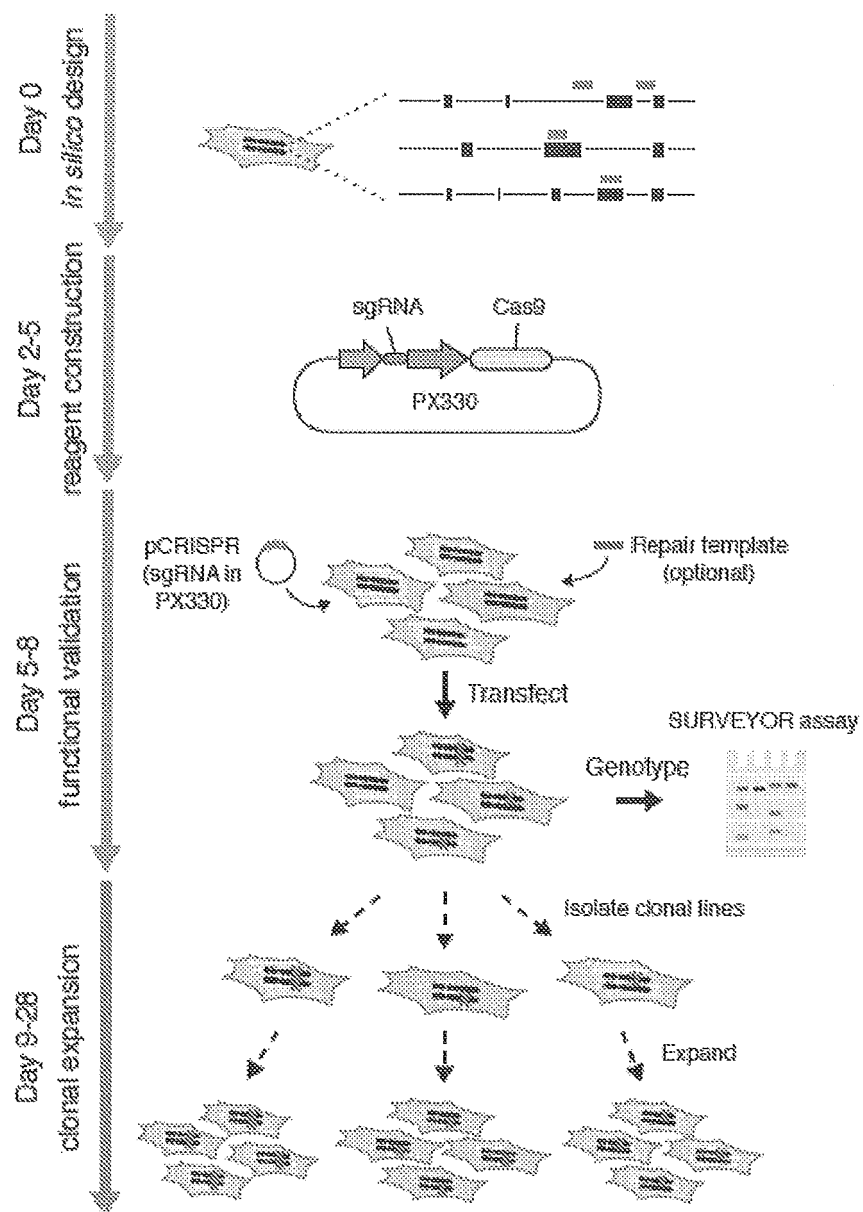 Day 0
in silico design
Day 2-5
reagent construction
sgRNA
Cas9
PX330
Day 5-8
functional validation
pCRISPR
(sgRNA in
PX330)
Repair template
(optional)
Transfect
SURVEYOR assay
Genotype
Day 9-28
clonal expansion
Isolate clonal lines
Expand